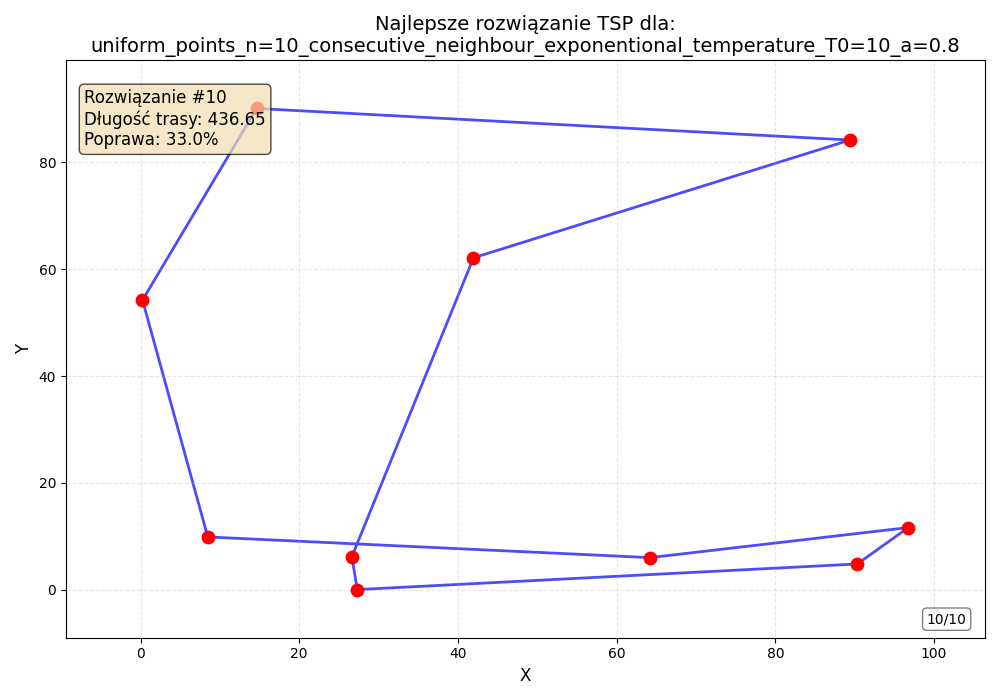 Najlepsze rozwiązanie TSP dla:
uniform_points_n=10_consecutive_neighbour_exponentional_temperature_T0=10_a=0.8
Rozwiązanie #10
Długość trasy: 436.65
Poprawa: 33.0%
80
60
40
20
0
Y
10/10
0 20 40 60 80 100
X